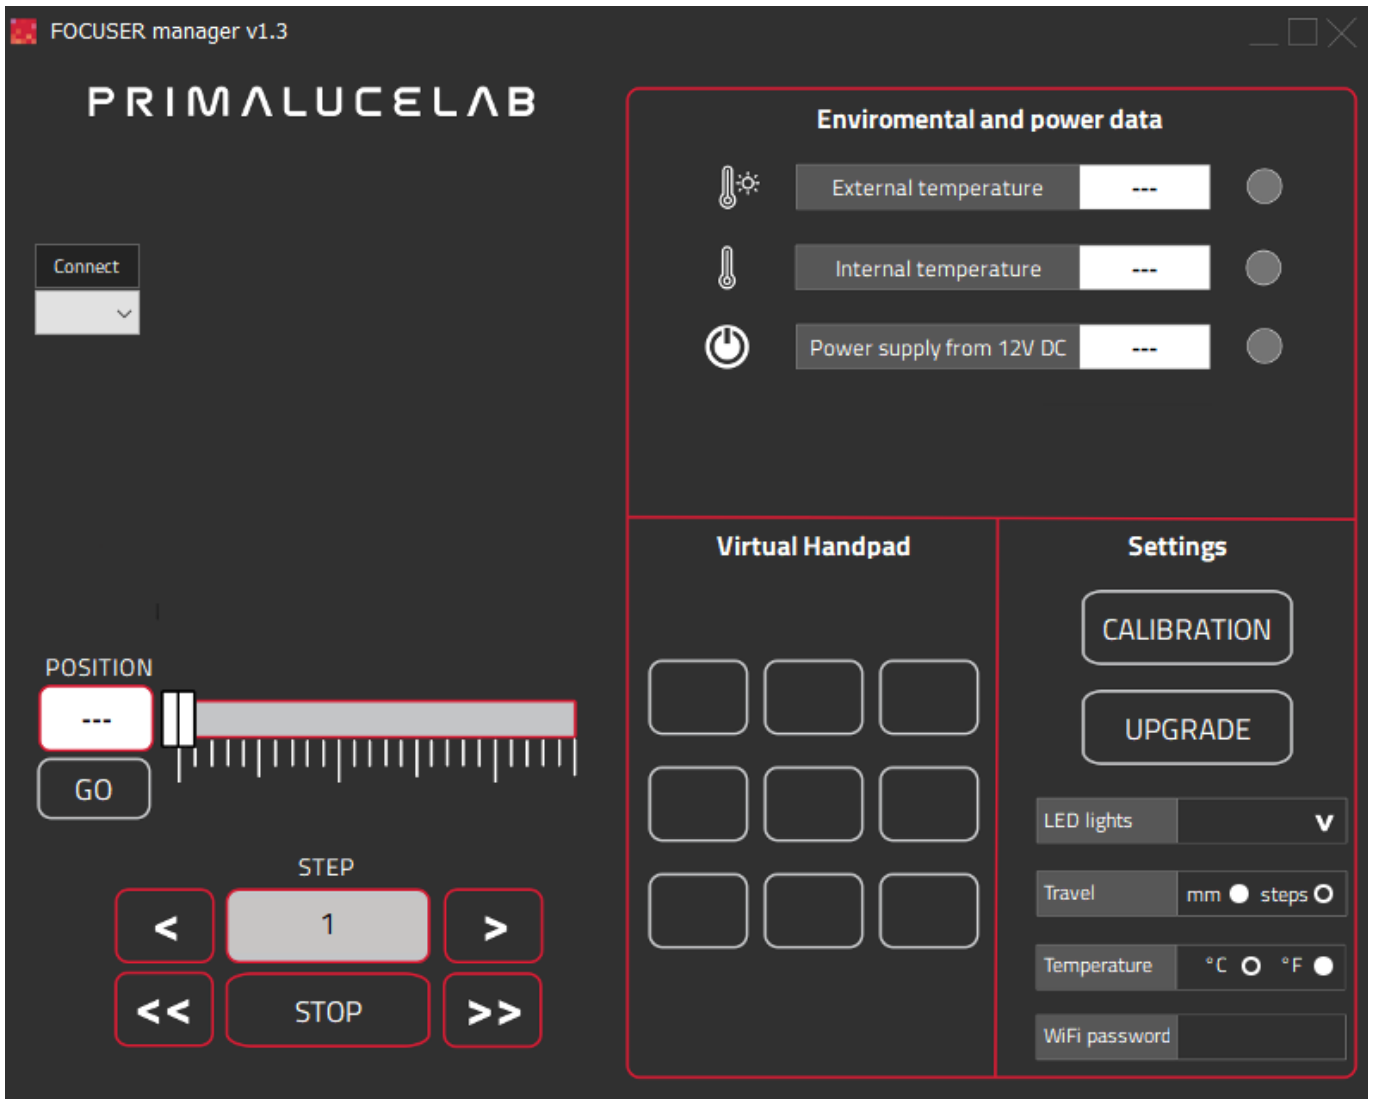 FOCUSER manager v1.3
PRIMALUCELAB
Connect
POSITION
---
GO
STEP
< 1 >
<< STOP >>
Enviromental and power data
External temperature ---
Internal temperature ---
Power supply from 12V DC ---
Virtual Handpad
Settings
CALIBRATION
UPGRADE
LED lights
Travel mm steps
Temperature °C °F
WiFi password